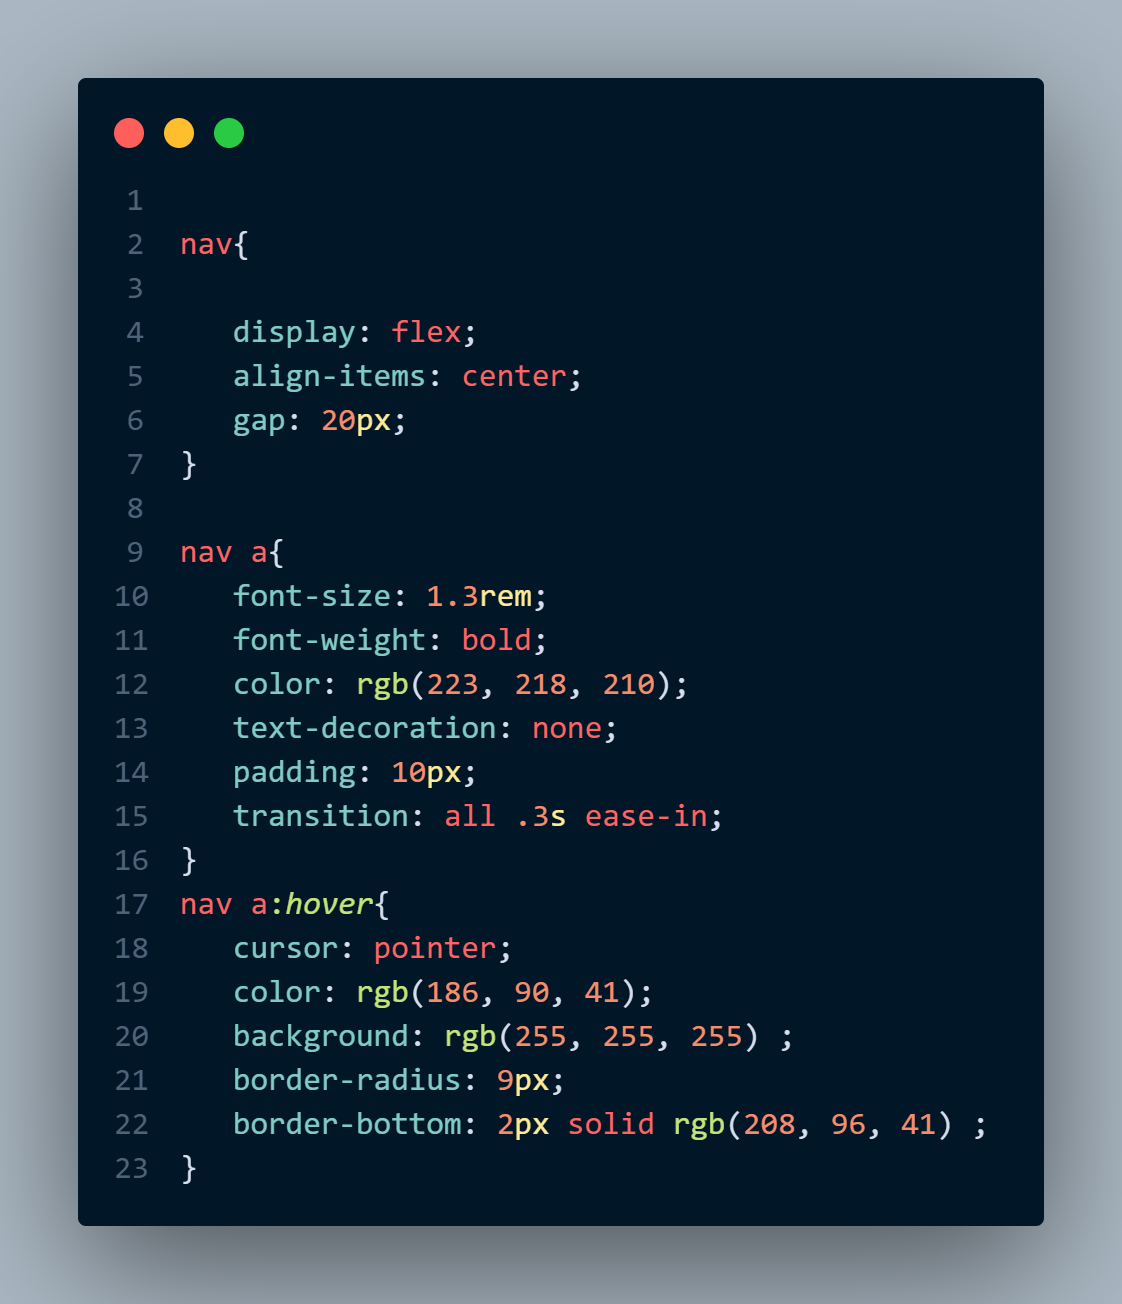 1
2 nav{
3
4    display: flex;
5    align-items: center;
6    gap: 20px;
7 }
8
9 nav a{
10    font-size: 1.3rem;
11    font-weight: bold;
12    color: rgb(223, 218, 210);
13    text-decoration: none;
14    padding: 10px;
15    transition: all .3s ease-in;
16 }
17 nav a:hover{
18    cursor: pointer;
19    color: rgb(186, 90, 41);
20    background: rgb(255, 255, 255) ;
21    border-radius: 9px;
22    border-bottom: 2px solid rgb(208, 96, 41) ;
23 }